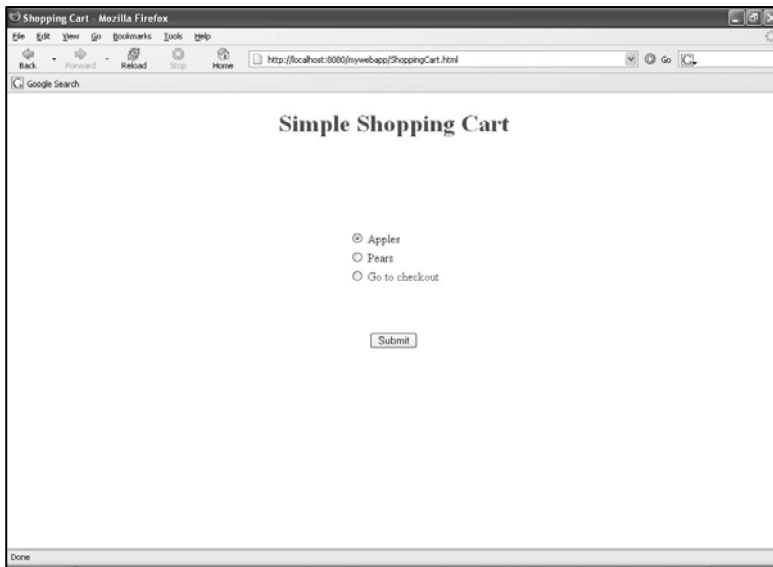 Shopping Cart - Mozilla Firefox
File Edit View Go Bookmarks Tools Help
Back Forward Reload Stop Home http://localhost:8080/mywebapp/ShoppingCart.html Go G
G Google Search
Simple Shopping Cart
Apples
Pears
Go to checkout
Submit
Done